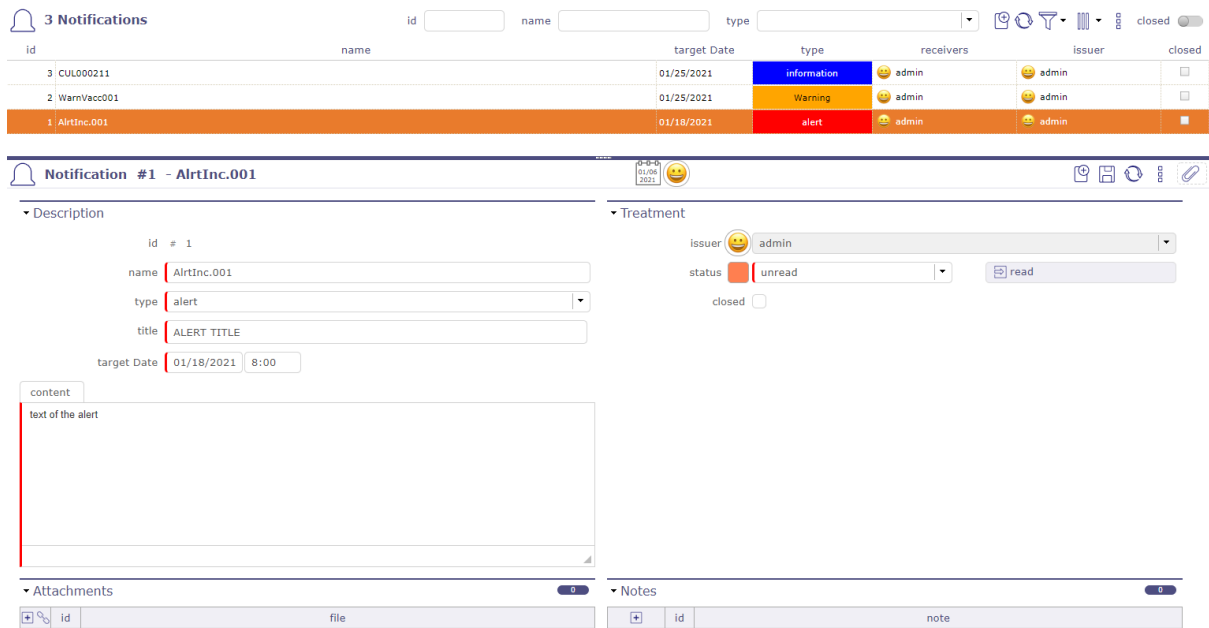 3 Notifications id name type closed
id name target Date type receivers issuer closed
3 CUL000211 01/25/2021 information admin admin
2 WarnVacc001 01/25/2021 Warning admin admin
1 AlrtInc.001 01/18/2021 alert admin admin
Notification #1 - AlrtInc.001 01/06 2021
Description
id # 1
name AlrtInc.001
type alert
title ALERT TITLE
target Date 01/18/2021 8:00
content
text of the alert
Treatment
issuer admin
status unread read
closed
Attachments 0
id file
Notes 0
id note